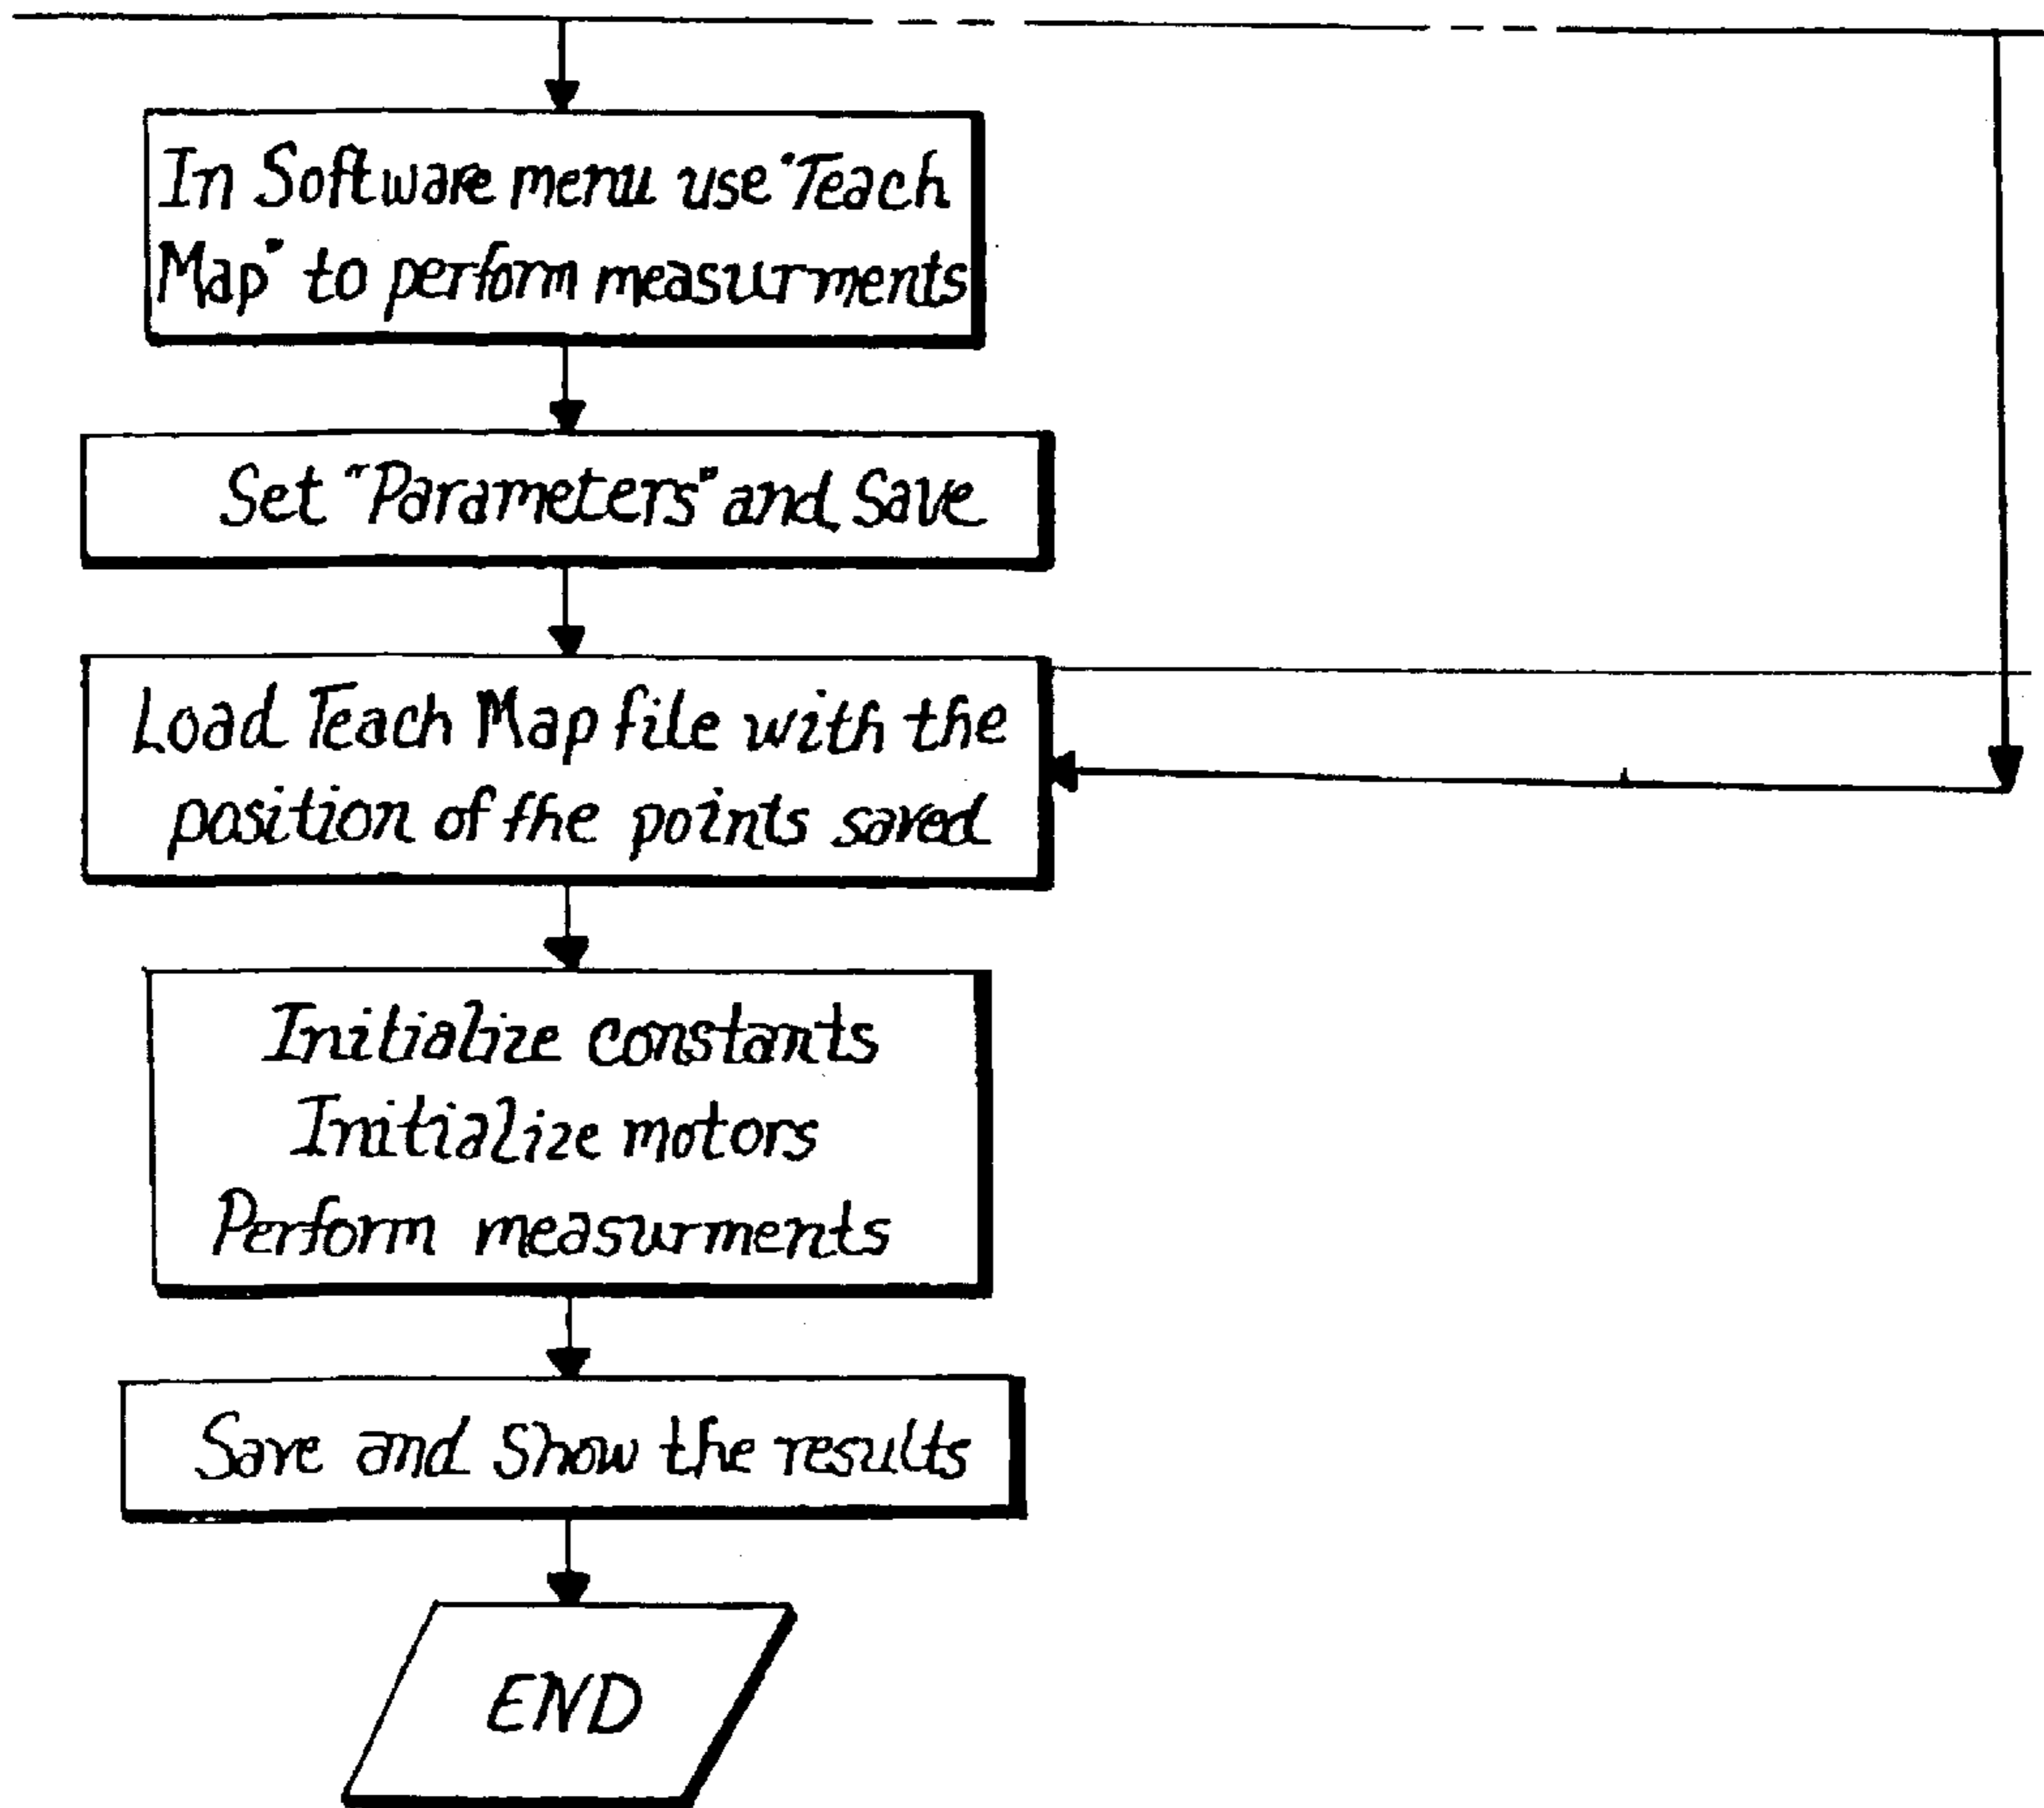 In Software menu use "Teach
Map" to perform measurments
Set "Parameters" and Save
Load Teach Map file with the
position of the points saved
Initialize constants
Initialize motors
Perform measurments
Save and Show the results
END